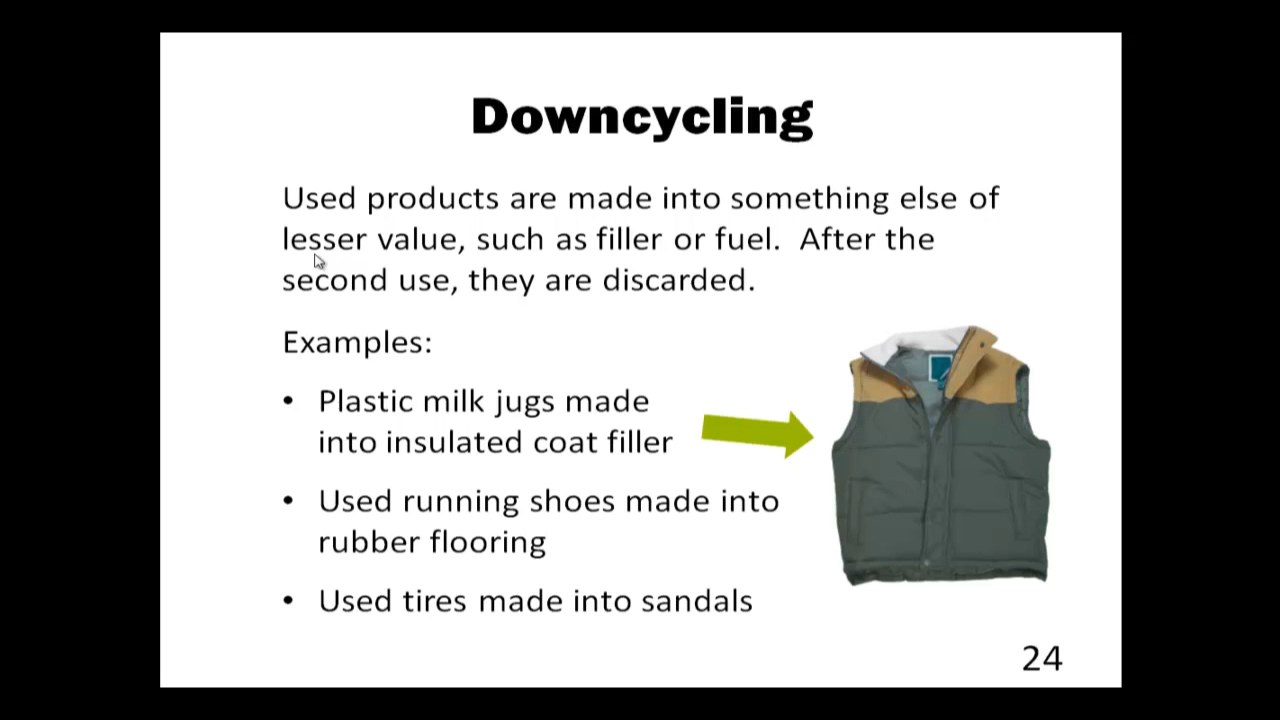 Downcycling
Used products are made into something else of
lesser value, such as filler or fuel.  After the
second use, they are discarded.
Examples:
• Plastic milk jugs made
into insulated coat filler
• Used running shoes made into
rubber flooring
• Used tires made into sandals
24